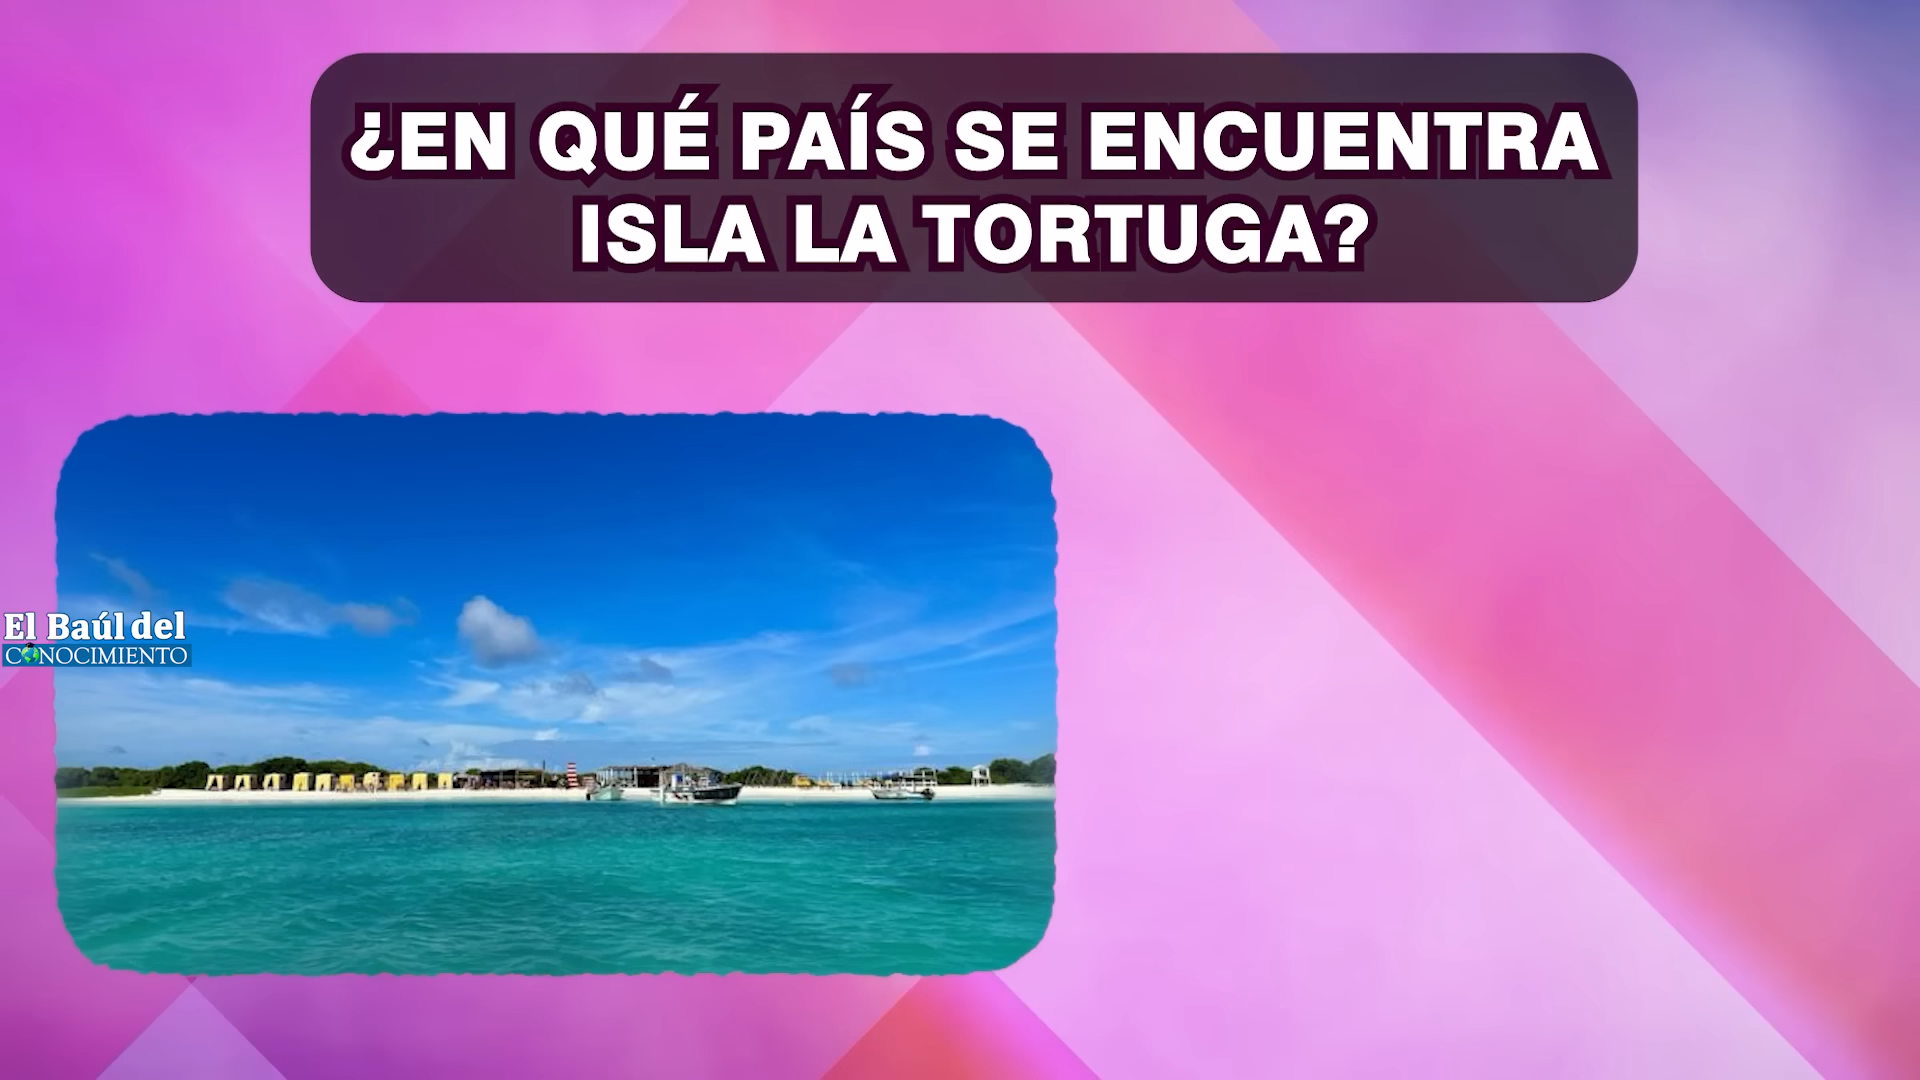 ¿EN QUÉ PAÍS SE ENCUENTRA
ISLA LA TORTUGA?
El Baúl del
CONOCIMIENTO